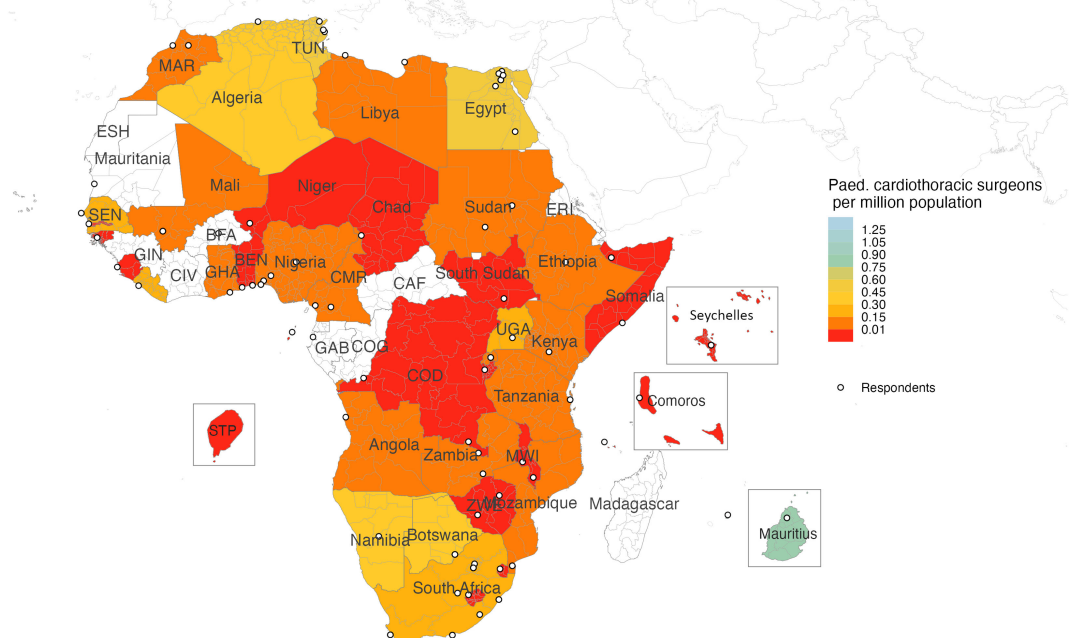 TUN
MAR
Algeria
Egypt
Libya
ESH
Mauritania
Mali
Niger
Chad
Sudan
ERI
SEN
BFA
GIN
CIV
GHA
BEN
Nigeria
CMR
CAF
South Sudan
Ethiopia
Somalia
UGA
Kenya
GAB
COG
COD
Tanzania
Angola
Zambia
MWI
ZWE
Mozambique
Madagascar
Namibia
Botswana
South Africa
STP
Seychelles
Comoros
Mauritius
Paed. cardiothoracic surgeons
per million population
1.25
1.05
0.90
0.75
0.60
0.45
0.30
0.15
0.01
Respondents